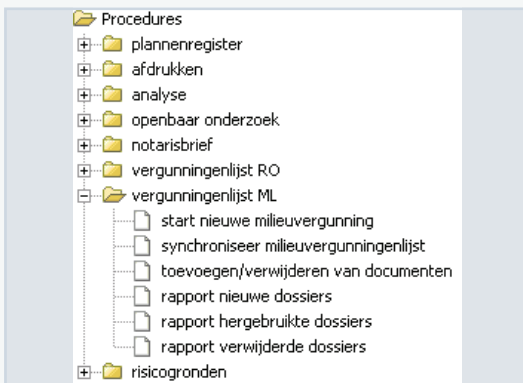 Procedures
plannenregister
afdrukken
analyse
openbaar onderzoek
notarisbrief
vergunningenlijst RO
vergunningenlijst ML
start nieuwe milieuvergunning
synchroniseer milieuvergunningenlijst
toevoegen/verwijderen van documenten
rapport nieuwe dossiers
rapport hergebruikte dossiers
rapport verwijderde dossiers
risicogronden